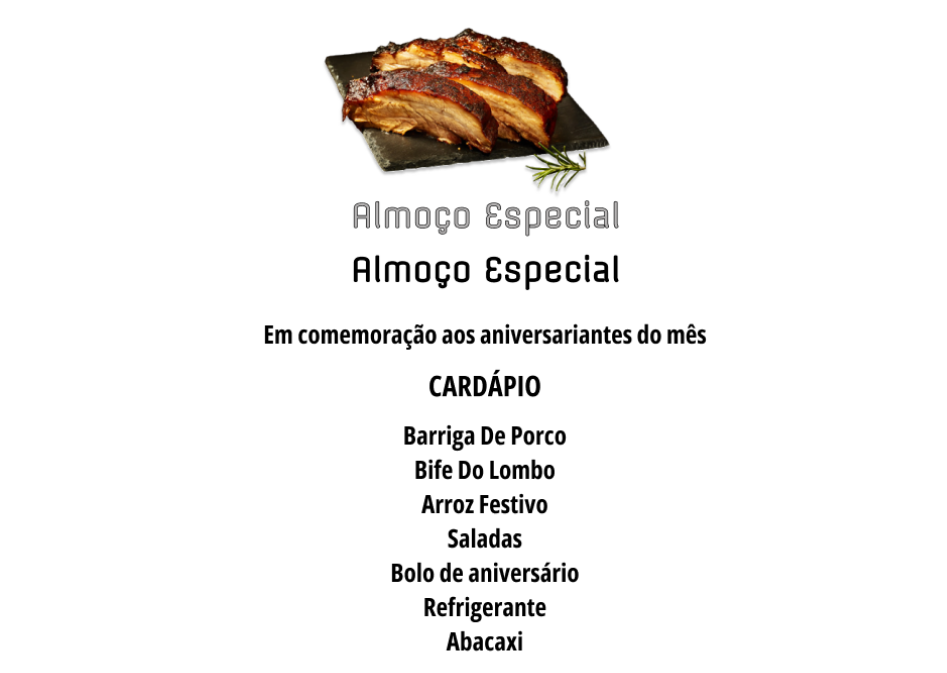 Almoço Especial
Almoço Especial
Em comemoração aos aniversariantes do mês
CARDÁPIO
Barriga De Porco
Bife Do Lombo
Arroz Festivo
Saladas
Bolo de aniversário
Refrigerante
Abacaxi